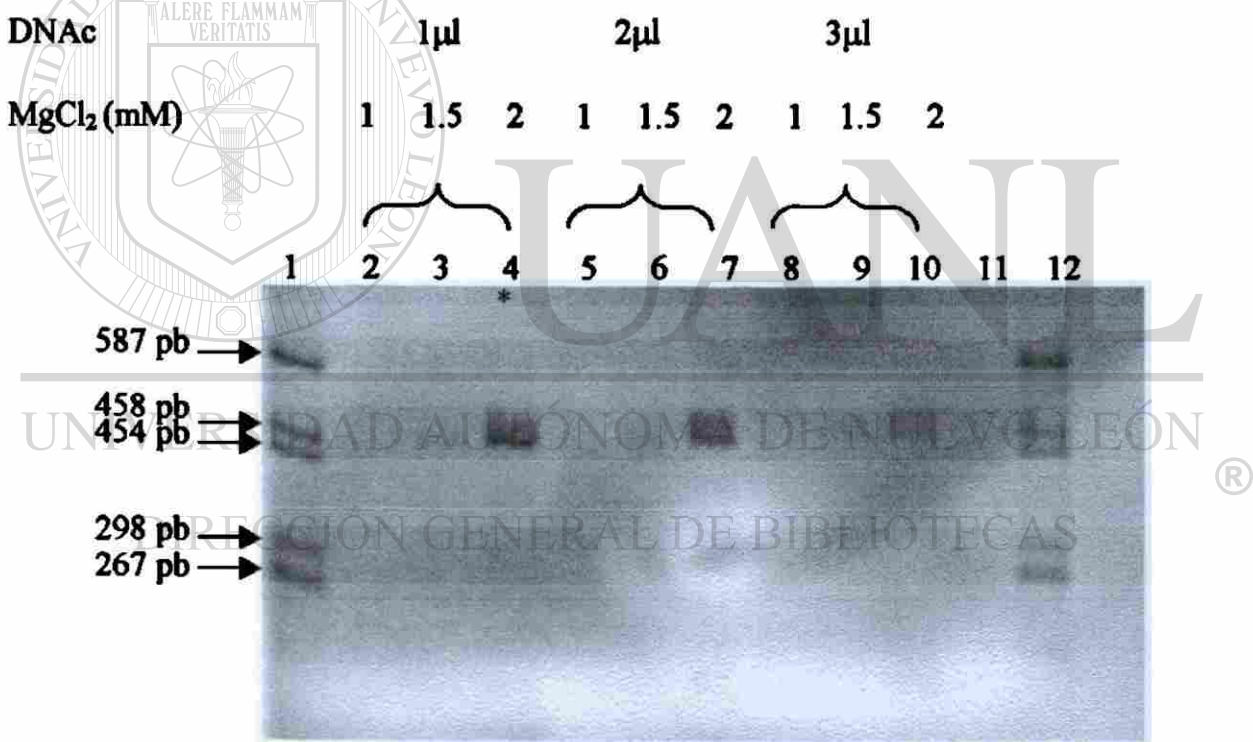 DNAc 1µl 2µl 3µl
ALERE FLAMMAM
VERITATIS
MgCl₂ (mM) 1 1.5 2 1 1.5 2 1 1.5 2
UANL
1 2 3 4 5 6 7 8 9 10 11 12
*
587 pb
458 pb
454 pb
UNIVERSIDAD AUTÓNOMA DE NUEVO LEÓN
®
298 pb
DIRECCIÓN GENERAL DE BIBLIOTECAS
267 pb